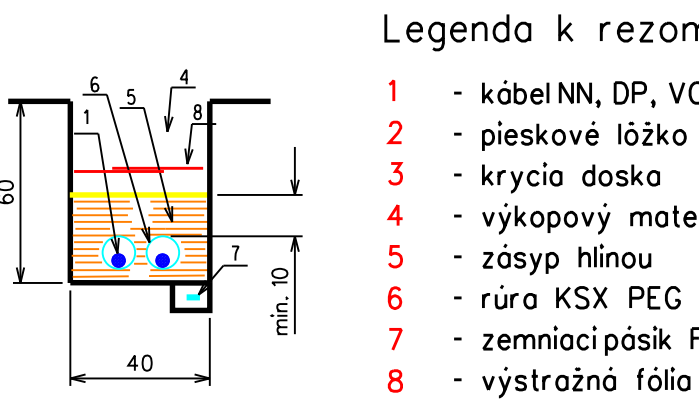 Legenda k rezom
1 - kábel NN, DP, VO
2 - pieskové lôžko
3 - krycia doska
4 - výkopový mate
5 - zásyp hlinou
6 - rúra KSX PEG
7 - zemniaci pásik F
8 - výstražná fólia
6
5
4
1
8
60
7
min. 10
40